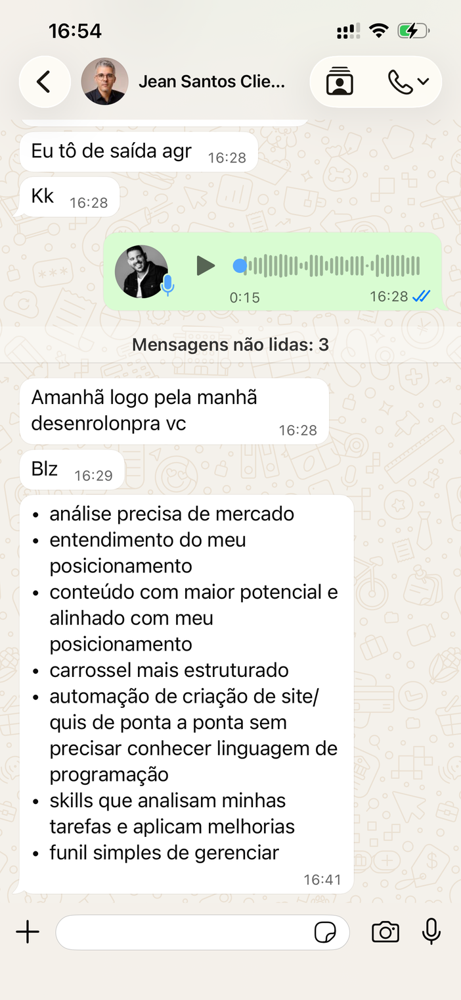 16:54
Jean Santos Clie...
Eu tô de saída agr 16:28
Kk 16:28
0:15 16:28
Mensagens não lidas: 3
Amanhã logo pela manhã
desenrolonpra vc 16:28
Blz 16:29
• análise precisa de mercado
• entendimento do meu
posicionamento
• conteúdo com maior potencial e
alinhado com meu
posicionamento
• carrossel mais estruturado
• automação de criação de site/
quis de ponta a ponta sem
precisar conhecer linguagem de
programação
• skills que analisam minhas
tarefas e aplicam melhorias
• funil simples de gerenciar
16:41